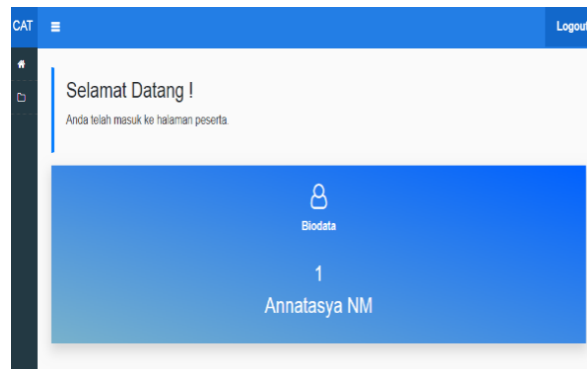 CAT
Logout
Selamat Datang !
Anda telah masuk ke halaman peserta.
Biodata
1
Annatasya NM